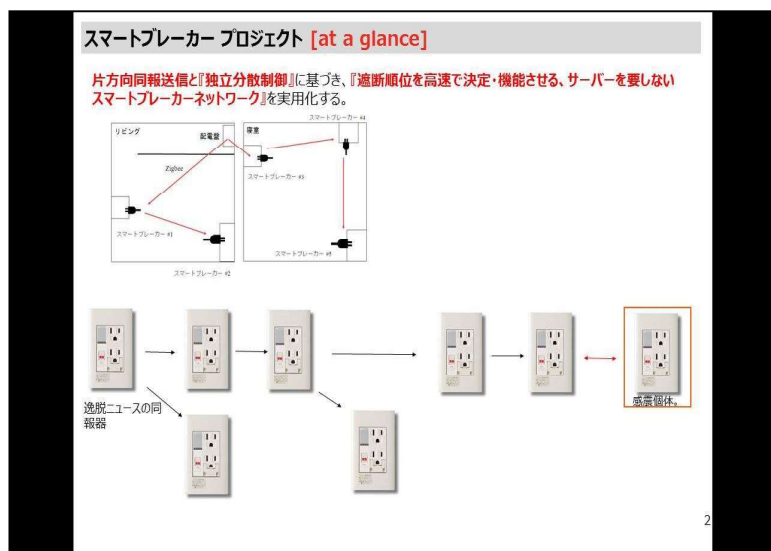 スマートブレーカー プロジェクト [at a glance]
片方向同報送信と『独立分散制御』に基づき、『遮断順位を高速で決定・機能させる、サーバーを要しない
スマートブレーカーネットワーク』を実用化する。
スマートブレーカー #4
リビング
配電盤
寝室
Zigbee
スマートブレーカー #3
スマートブレーカー #1
スマートブレーカー #2
スマートブレーカー #5
逸脱ニュースの同
報器
感震個体。
2